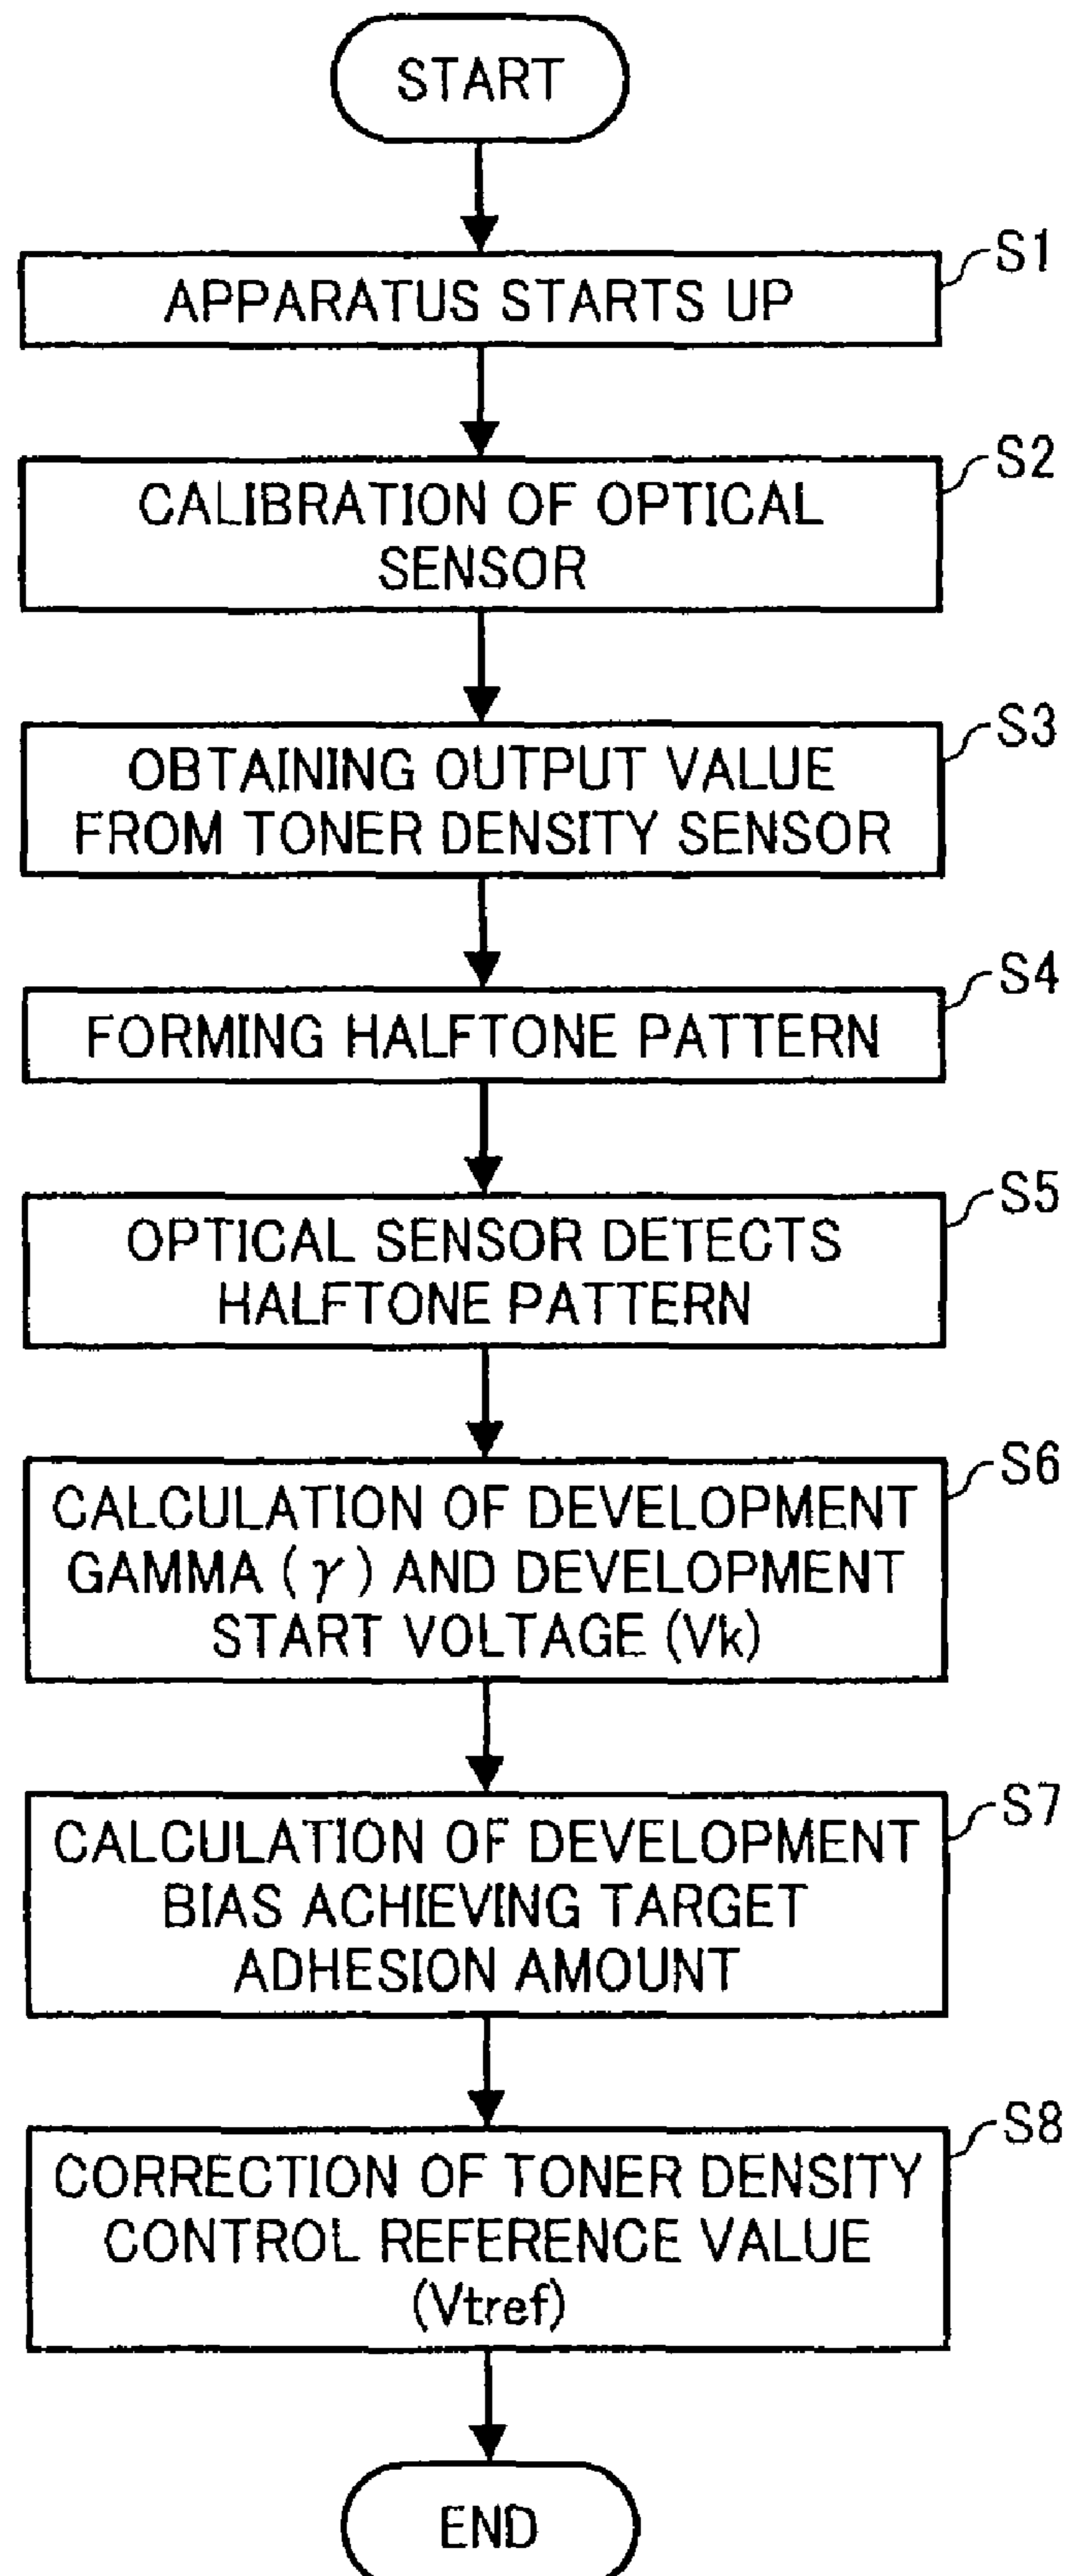 START
S1
APPARATUS STARTS UP
S2
CALIBRATION OF OPTICAL
SENSOR
S3
OBTAINING OUTPUT VALUE
FROM TONER DENSITY SENSOR
S4
FORMING HALFTONE PATTERN
S5
OPTICAL SENSOR DETECTS
HALFTONE PATTERN
S6
CALCULATION OF DEVELOPMENT
GAMMA (γ) AND DEVELOPMENT
START VOLTAGE (Vk)
S7
CALCULATION OF DEVELOPMENT
BIAS ACHIEVING TARGET
ADHESION AMOUNT
S8
CORRECTION OF TONER DENSITY
CONTROL REFERENCE VALUE
(Vtref)
END